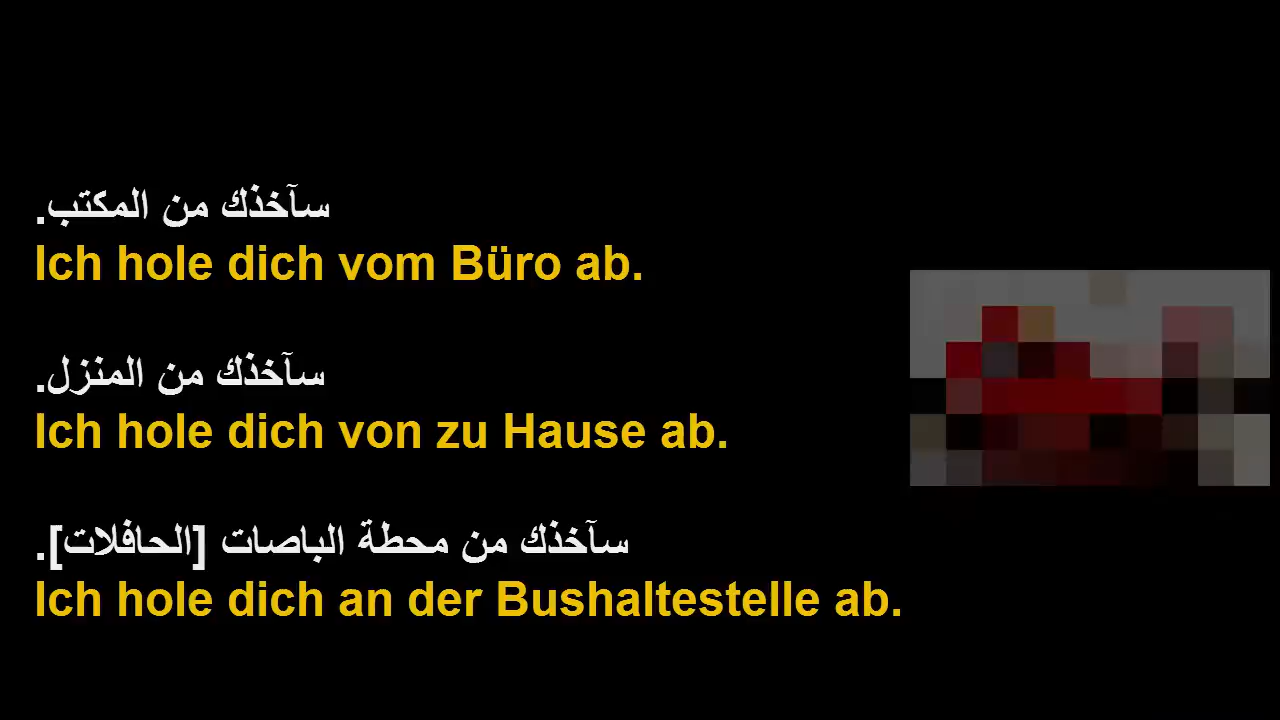 سآخذك من المكتب.
Ich hole dich vom Büro ab.
سآخذك من المنزل.
Ich hole dich von zu Hause ab.
سآخذك من محطة الباصات [الحافلات].
Ich hole dich an der Bushaltestelle ab.